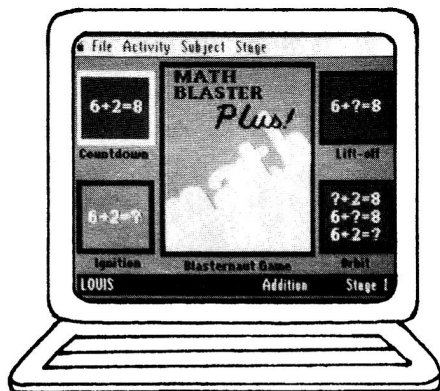 File Activity Subject Stage
MATH
BLASTER
Plus!
6+2=8
Countdown
6+?=8
Lift-off
6+2=?
Ignition
?+2=8
6+?=8
6+2=?
Orbit
Blasternaut Game
LOUIS Addition Stage 1